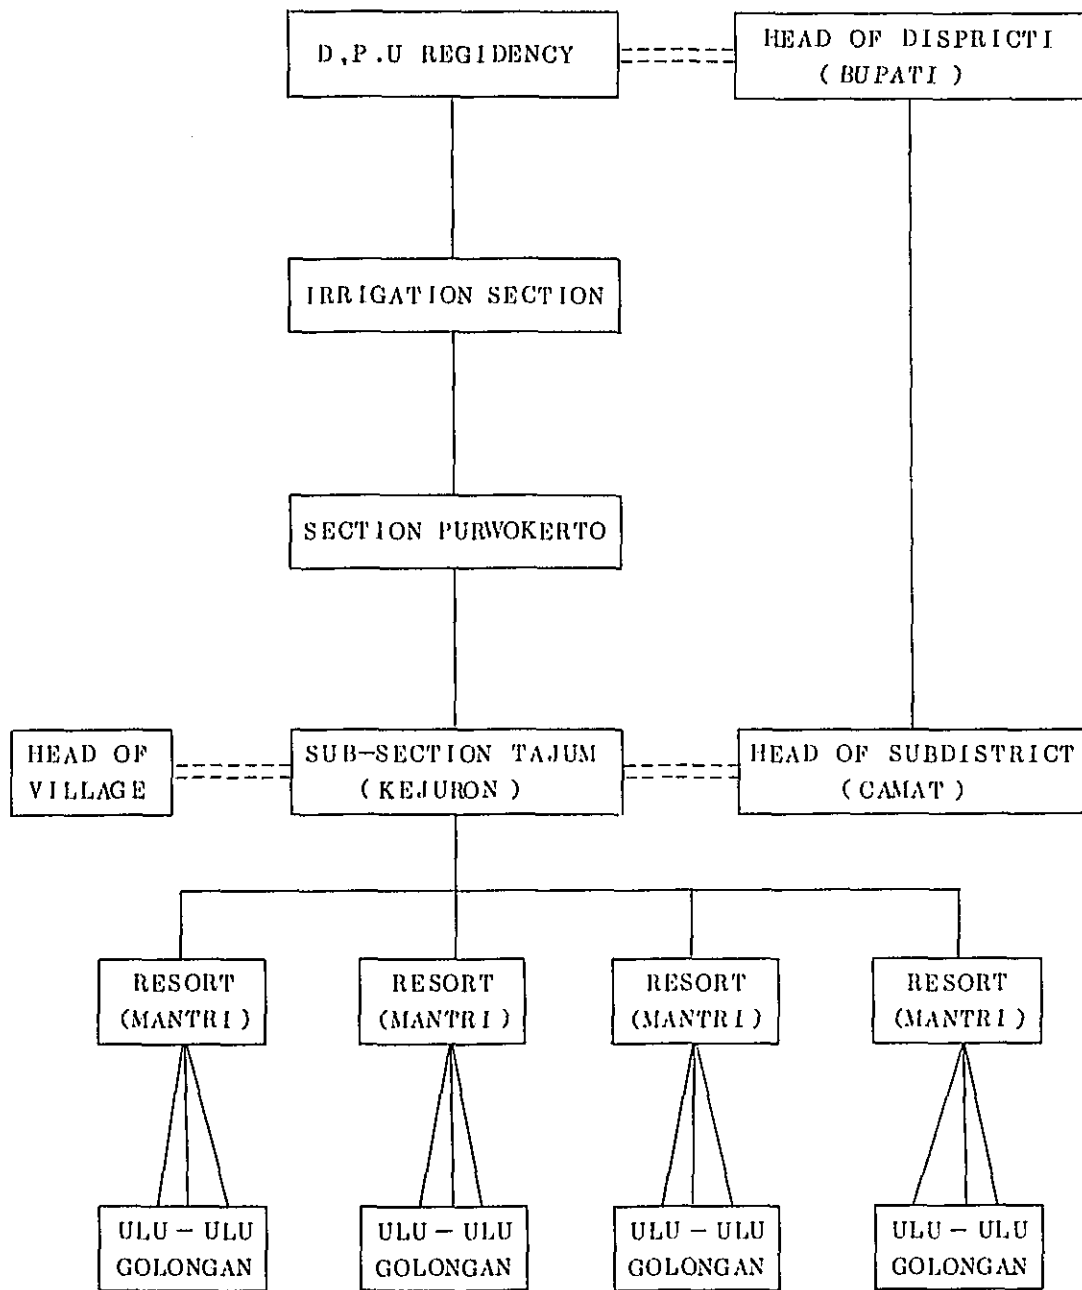 D.P.U REGIDENCY
HEAD OF DISPRICTI
(BUPATI)
IRRIGATION SECTION
SECTION PURWOKERTO
HEAD OF
VILLAGE
SUB-SECTION TAJUM
(KEJURON)
HEAD OF SUBDISTRICT
(CAMAT)
RESORT
(MANTRI)
RESORT
(MANTRI)
RESORT
(MANTRI)
RESORT
(MANTRI)
ULU - ULU
GOLONGAN
ULU - ULU
GOLONGAN
ULU - ULU
GOLONGAN
ULU - ULU
GOLONGAN